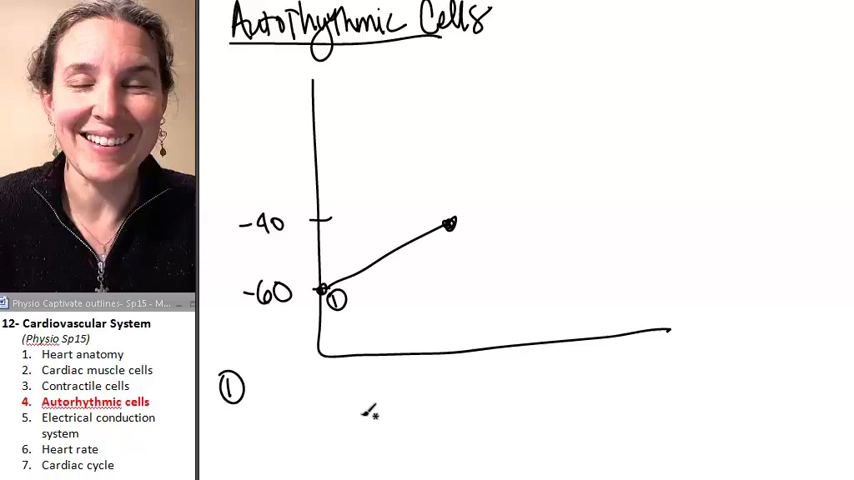 Autorhythmic Cells
-40
-60
①
①
Physio Captivate outlines- Sp15 - M...
12- Cardiovascular System
(Physio Sp15)
1. Heart anatomy
2. Cardiac muscle cells
3. Contractile cells
4. Autorhythmic cells
5. Electrical conduction
system
6. Heart rate
7. Cardiac cycle